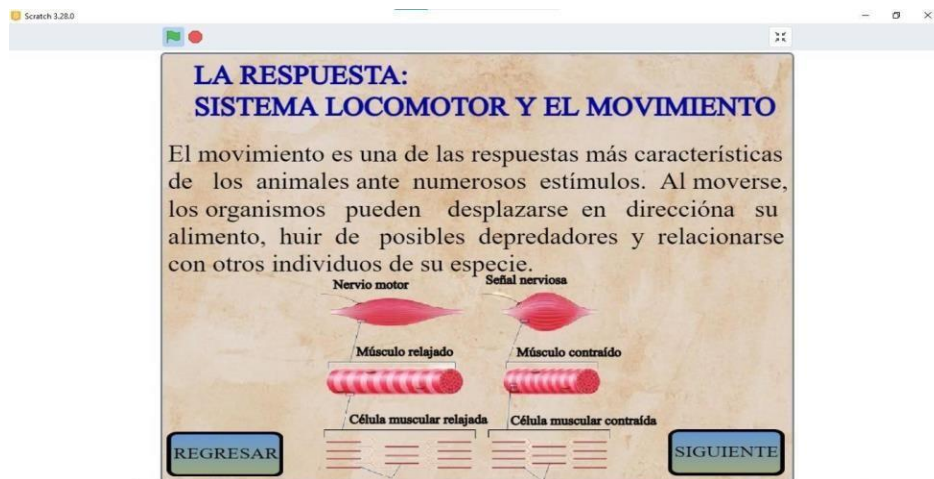 Scratch 3.28.0
LA RESPUESTA:
SISTEMA LOCOMOTOR Y EL MOVIMIENTO
El movimiento es una de las respuestas más características
de los animales ante numerosos estímulos. Al moverse,
los organismos pueden desplazarse en direccióna su
alimento, huir de posibles depredadores y relacionarse
con otros individuos de su especie.
Nervio motor
Señal nerviosa
Músculo relajado
Músculo contraído
Célula muscular relajada
Célula muscular contraída
REGRESAR
SIGUIENTE